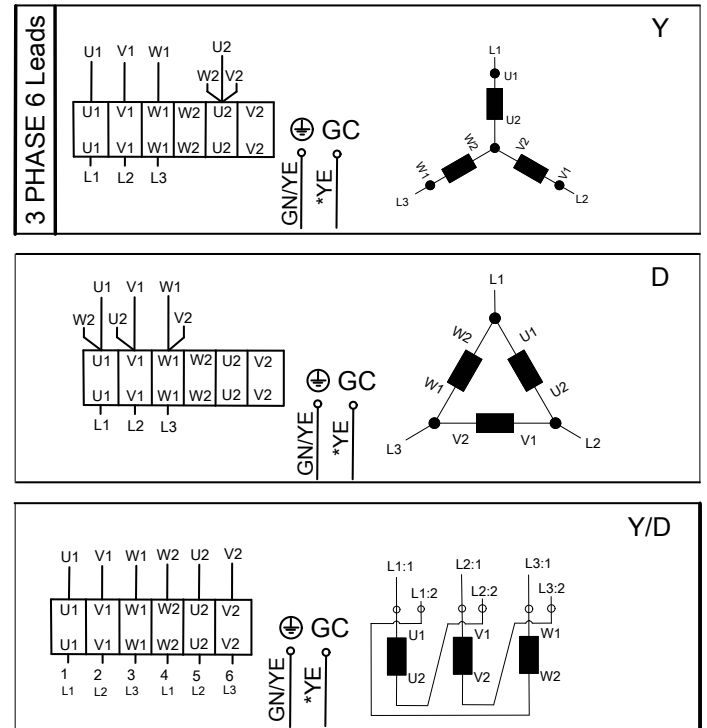 3 PHASE 6 Leads
Y
U1 V1 W1 U2
W2 V2
U1 V1 W1 W2 U2 V2
U1 V1 W1 W2 U2 V2
L1 L2 L3
GC
GN/YE
*YE
L1
U1
U2
W2
W1
L3
V2
V1
L2
D
U1 V1 W1
W2 U2 V2
U1 V1 W1 W2 U2 V2
U1 V1 W1 W2 U2 V2
L1 L2 L3
GC
GN/YE
*YE
L1
W2 U1
W1 U2
L3 V2 V1 L2
Y/D
U1 V1 W1 W2 U2 V2
U1 V1 W1 W2 U2 V2
U1 V1 W1 W2 U2 V2
1 2 3 4 5 6
L1 L2 L3 L1 L2 L3
GC
GN/YE
*YE
L1:1 L2:1 L3:1
L1:2 L2:2 L3:2
U1 V1 W1
U2 V2 W2